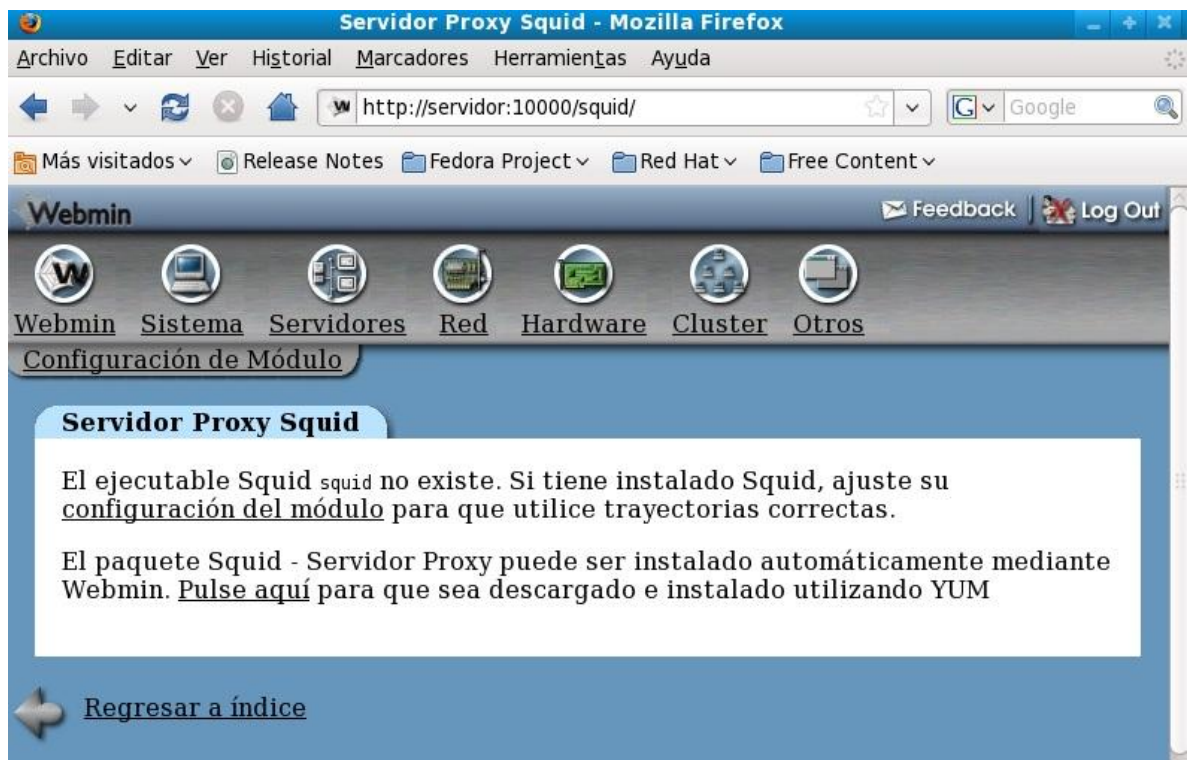 Servidor Proxy Squid - Mozilla Firefox
Archivo Editar Ver Historial Marcadores Herramientas Ayuda
http://servidor:10000/squid/ G Google
Más visitados Release Notes Fedora Project Red Hat Free Content
Webmin Feedback Log Out
W
Webmin Sistema Servidores Red Hardware Cluster Otros
Configuración de Módulo
Servidor Proxy Squid
El ejecutable Squid squid no existe. Si tiene instalado Squid, ajuste su
configuración del módulo para que utilice trayectorias correctas.
El paquete Squid - Servidor Proxy puede ser instalado automáticamente mediante
Webmin. Pulse aquí para que sea descargado e instalado utilizando YUM
Regresar a índice